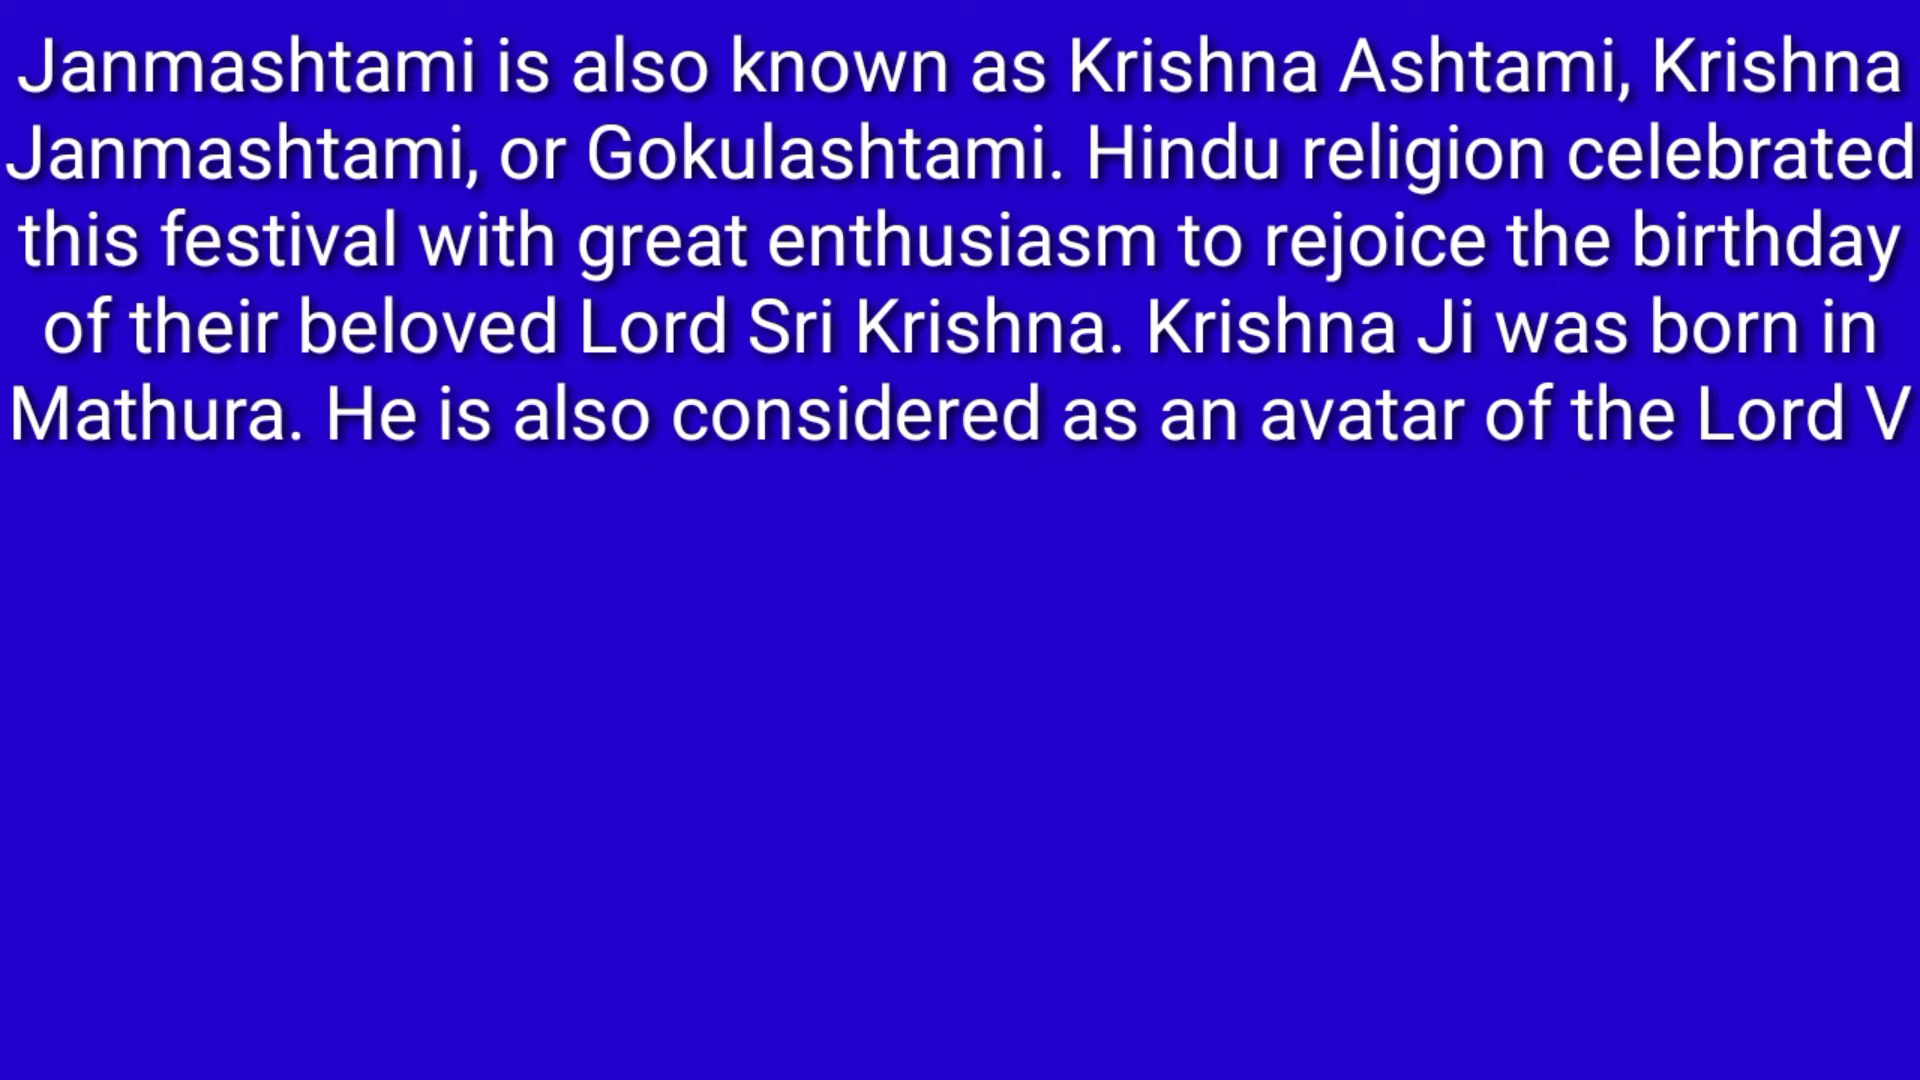 Janmashtami is also known as Krishna Ashtami, Krishna
Janmashtami, or Gokulashtami. Hindu religion celebrated
this festival with great enthusiasm to rejoice the birthday
of their beloved Lord Sri Krishna. Krishna Ji was born in
Mathura. He is also considered as an avatar of the Lord V